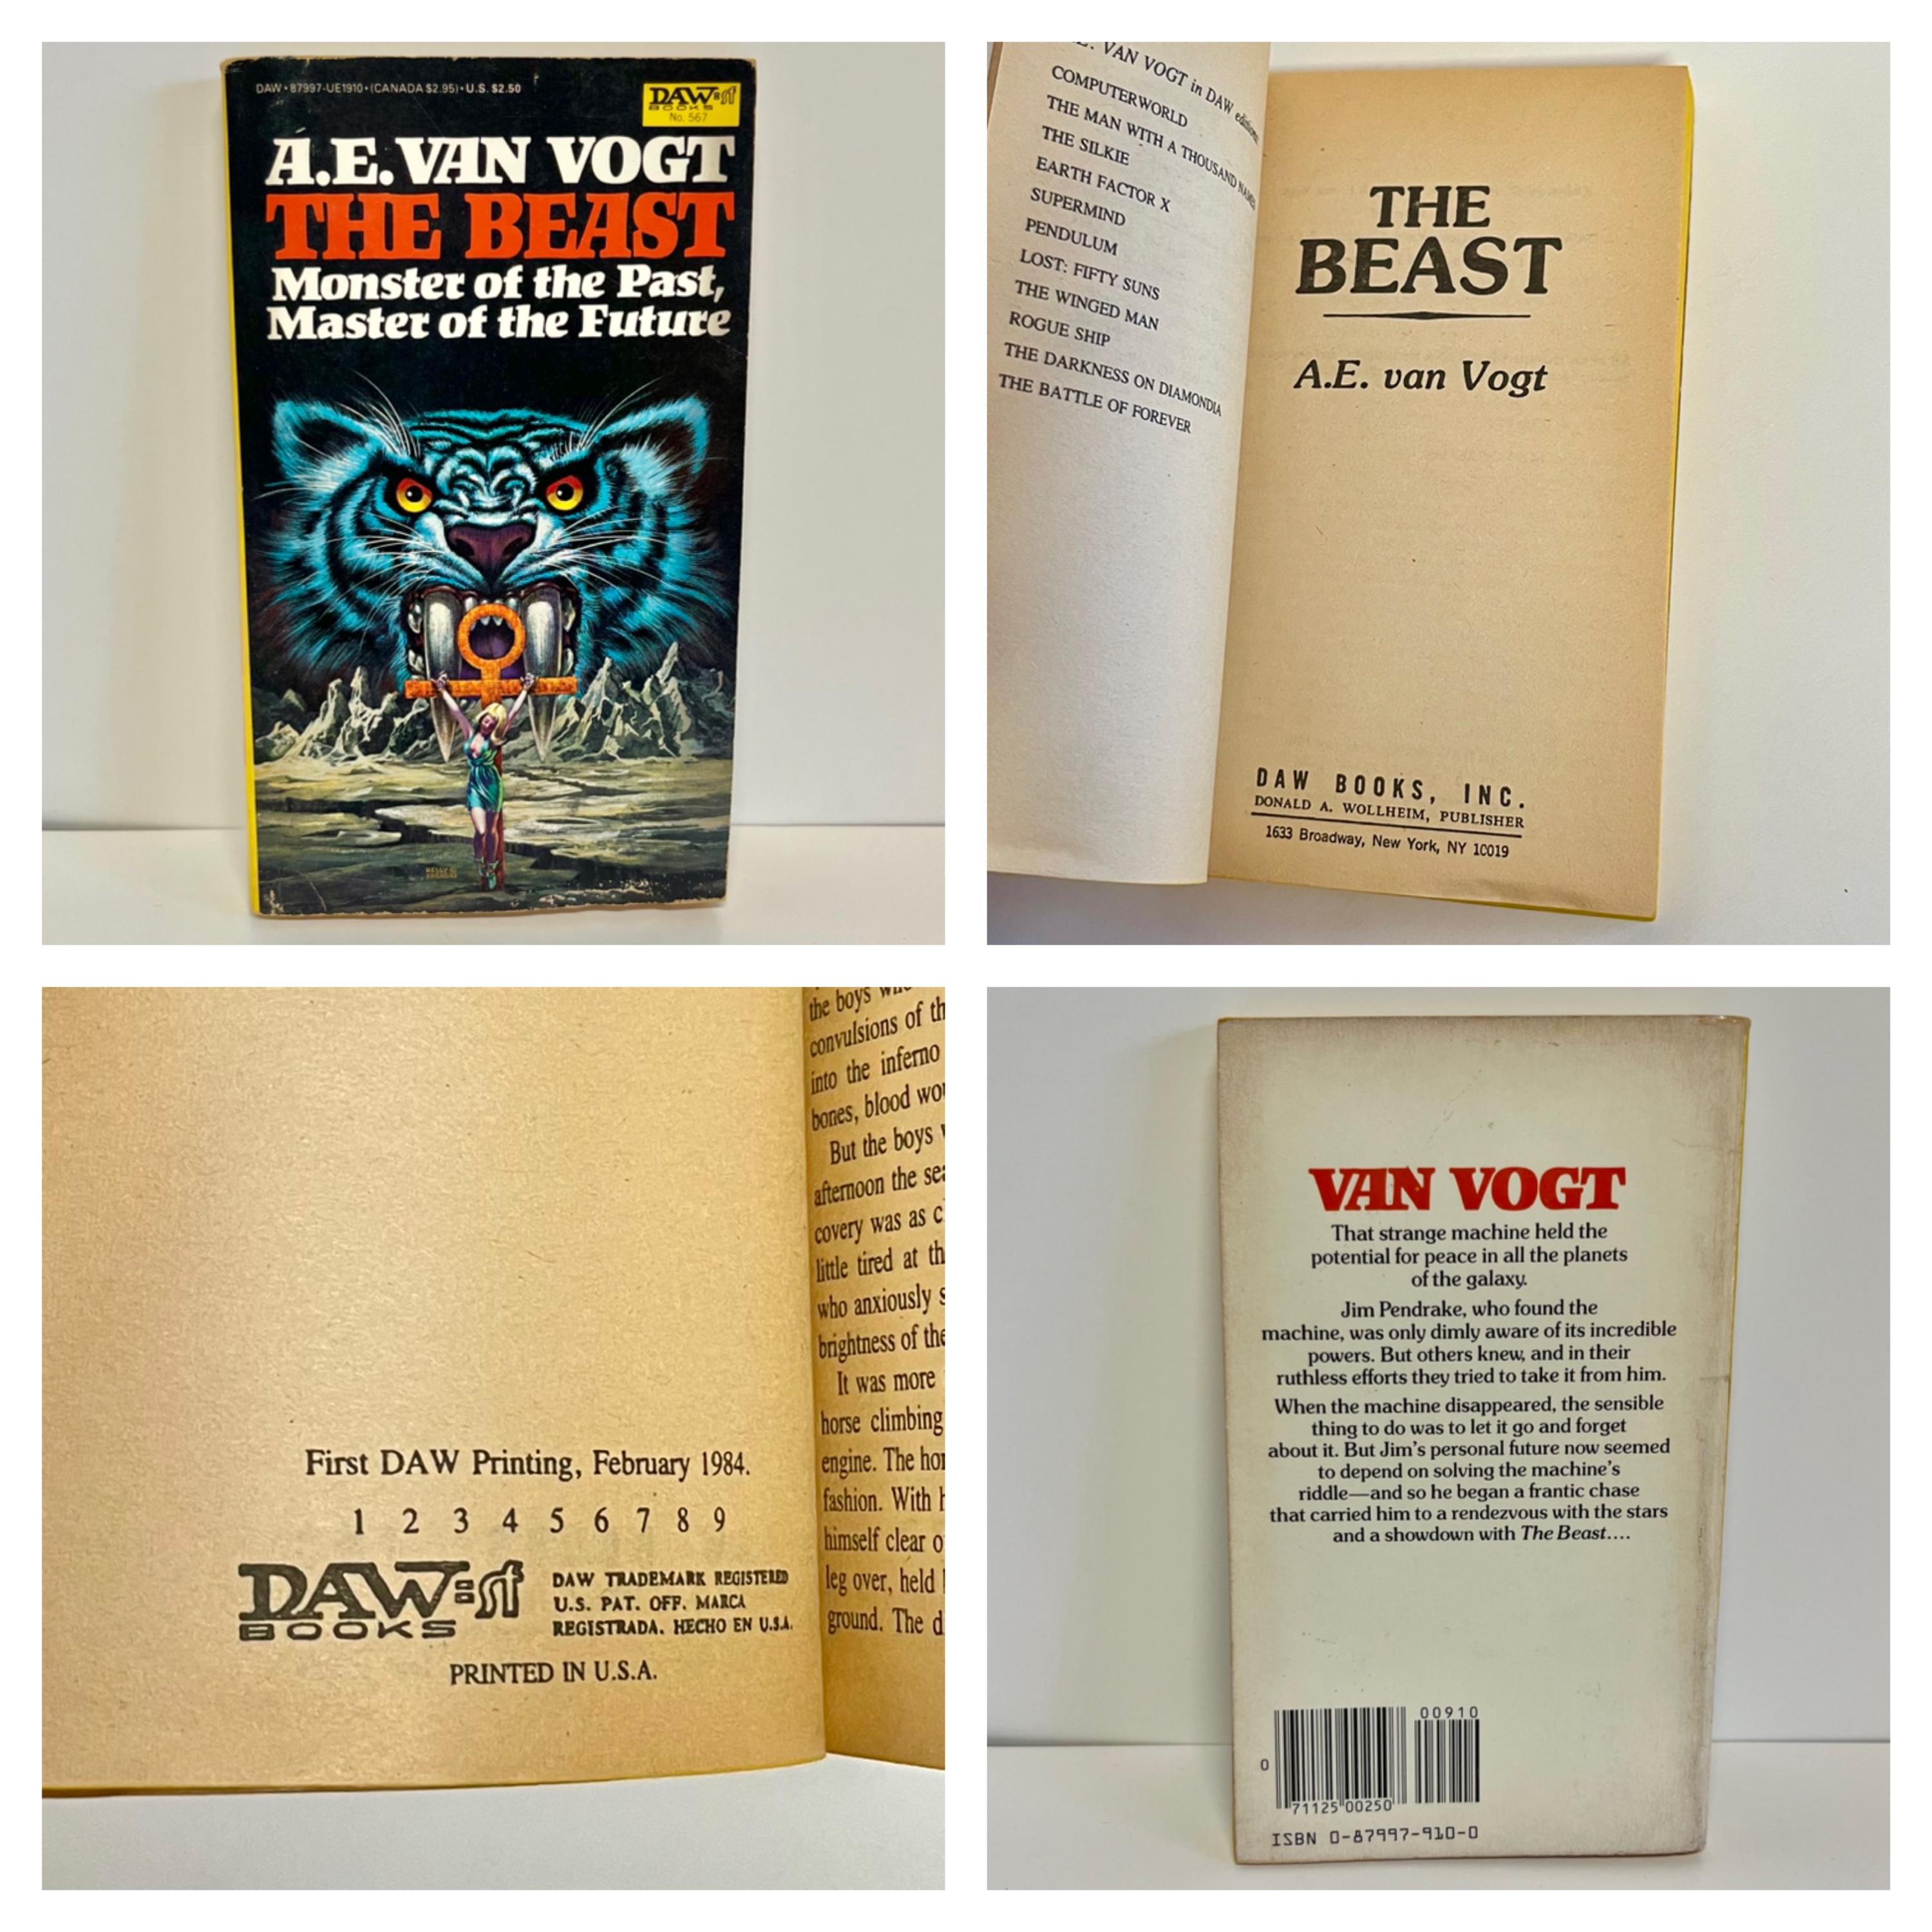 DAW • 87997-UE1910 • (CANADA $2.95) • U.S. $2.50
DAW:sf
BOOKS
No. 567
A.E. VAN VOGT
THE BEAST
Monster of the Past,
Master of the Future
VAN VOGT in DAW editions:
COMPUTERWORLD
THE MAN WITH A THOUSAND NAMES
THE SILKIE
EARTH FACTOR X
SUPERMIND
PENDULUM
LOST: FIFTY SUNS
THE WINGED MAN
ROGUE SHIP
THE DARKNESS ON DIAMONDIA
THE BATTLE OF FOREVER
THE
BEAST
A.E. van Vogt
DAW BOOKS, INC.
DONALD A. WOLLHEIM, PUBLISHER
1633 Broadway, New York, NY 10019
First DAW Printing, February 1984.
1 2 3 4 5 6 7 8 9
DAW:sf
BOOKS
DAW TRADEMARK REGISTERED
U.S. PAT. OFF. MARCA
REGISTRADA. HECHO EN U.S.A.
PRINTED IN U.S.A.
the boys
convulsions of
into the inferno
bones, blood
But the boys
afternoon the
covery was as
little tired at
who anxiously
brightness of the
It was more
horse climbing
engine. The
fashion. With
himself clear
leg over, held
ground. The
VAN VOGT
That strange machine held the
potential for peace in all the planets
of the galaxy.
Jim Pendrake, who found the
machine, was only dimly aware of its incredible
powers. But others knew, and in their
ruthless efforts they tried to take it from him.
When the machine disappeared, the sensible
thing to do was to let it go and forget
about it. But Jim's personal future now seemed
to depend on solving the machine's
riddle—and so he began a frantic chase
that carried him to a rendezvous with the stars
and a showdown with The Beast....
00910
0
71125 00250
ISBN 0-87997-910-0